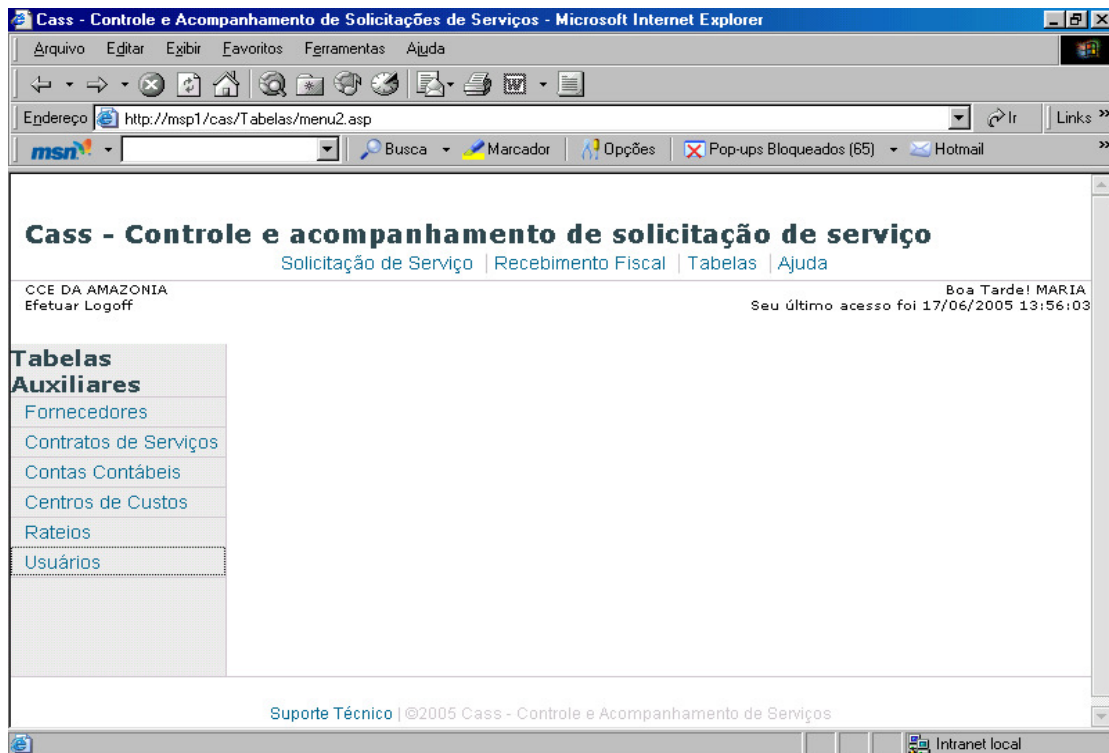 Cass - Controle e Acompanhamento de Solicitações de Serviços - Microsoft Internet Explorer
Arquivo Editar Exibir Favoritos Ferramentas Ajuda
Endereço http://msp1/cas/Tabelas/menu2.asp Ir Links »
msn Busca Marcador Opções Pop-ups Bloqueados (65) Hotmail »
Cass - Controle e acompanhamento de solicitação de serviço
Solicitação de Serviço | Recebimento Fiscal | Tabelas | Ajuda
CCE DA AMAZONIA Boa Tarde! MARIA
Efetuar Logoff Seu último acesso foi 17/06/2005 13:56:03
Tabelas
Auxiliares
Fornecedores
Contratos de Serviços
Contas Contábeis
Centros de Custos
Rateios
Usuários
Suporte Técnico | ©2005 Cass - Controle e Acompanhamento de Serviços
Intranet local